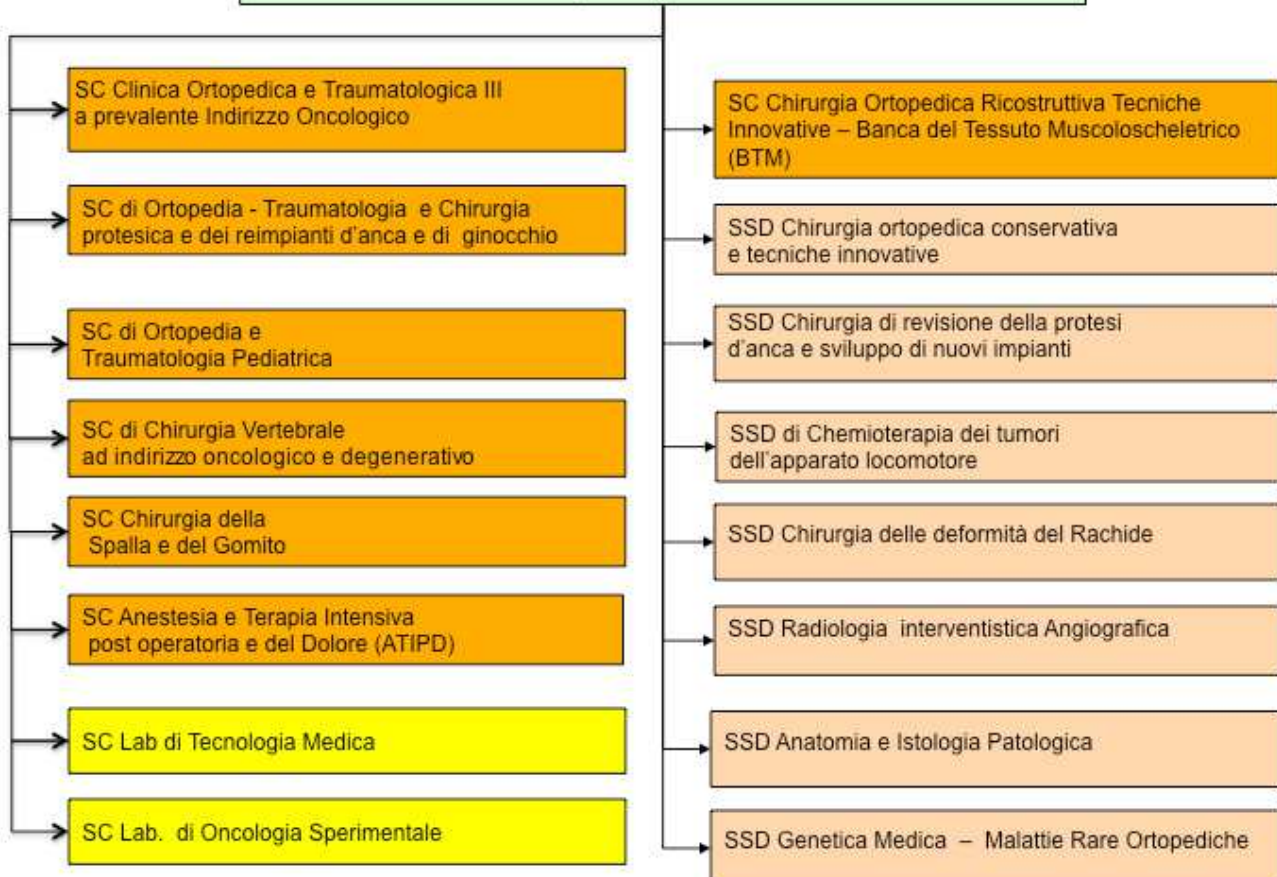 SC Clinica Ortopedica e Traumatologica III
a prevalente Indirizzo Oncologico
SC di Ortopedia - Traumatologia e Chirurgia
protesica e dei reimpianti d'anca e di ginocchio
SC di Ortopedia e
Traumatologia Pediatrica
SC di Chirurgia Vertebrale
ad indirizzo oncologico e degenerativo
SC Chirurgia della
Spalla e del Gomito
SC Anestesia e Terapia Intensiva
post operatoria e del Dolore (ATIPD)
SC Lab di Tecnologia Medica
SC Lab. di Oncologia Sperimentale
SC Chirurgia Ortopedica Ricostruttiva Tecniche
Innovative – Banca del Tessuto Muscoloscheletrico
(BTM)
SSD Chirurgia ortopedica conservativa
e tecniche innovative
SSD Chirurgia di revisione della protesi
d'anca e sviluppo di nuovi impianti
SSD di Chemioterapia dei tumori
dell'apparato locomotore
SSD Chirurgia delle deformità del Rachide
SSD Radiologia interventistica Angiografica
SSD Anatomia e Istologia Patologica
SSD Genetica Medica – Malattie Rare Ortopediche